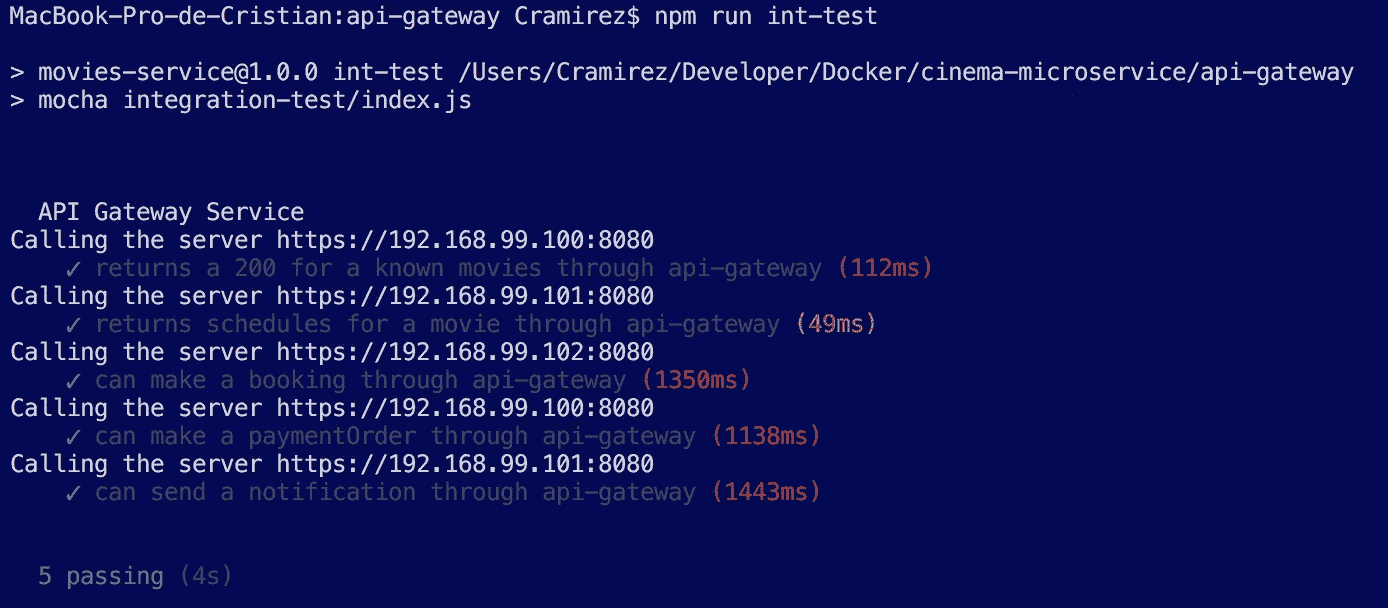 MacBook-Pro-de-Cristian:api-gateway Cramirez$ npm run int-test
> movies-service@1.0.0 int-test /Users/Cramirez/Developer/Docker/cinema-microservice/api-gateway
> mocha integration-test/index.js
API Gateway Service
Calling the server https://192.168.99.100:8080
✓ returns a 200 for a known movies through api-gateway (112ms)
Calling the server https://192.168.99.101:8080
✓ returns schedules for a movie through api-gateway (49ms)
Calling the server https://192.168.99.102:8080
✓ can make a booking through api-gateway (1350ms)
Calling the server https://192.168.99.100:8080
✓ can make a paymentOrder through api-gateway (1138ms)
Calling the server https://192.168.99.101:8080
✓ can send a notification through api-gateway (1443ms)
5 passing (4s)